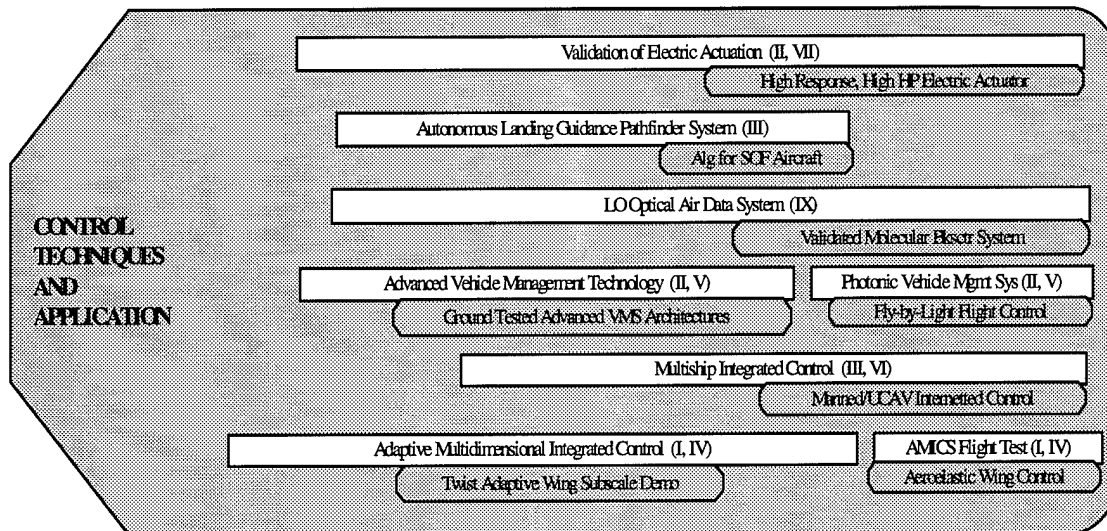 Validation of Electric Actuation (II, VII)
High Response, High HP Electric Actuator
Autonomous Landing Guidance Pathfinder System (III)
Alg for SOF Aircraft
LO Optical Air Data System (IX)
Validated Molecular Bksctr System
CONTROL
TECHNIQUES
AND
APPLICATION
Advanced Vehicle Management Technology (II, V)
Photonic Vehicle Mgmt Sys (II, V)
Ground Tested Advanced VMS Architectures
Fly-by-Light Flight Control
Multiship Integrated Control (III, VI)
Manned/UCAV Internetted Control
Adaptive Multidimensional Integrated Control (I, IV)
AMICS Flight Test (I, IV)
Twist Adaptive Wing Subscale Demo
Aeroelastic Wing Control